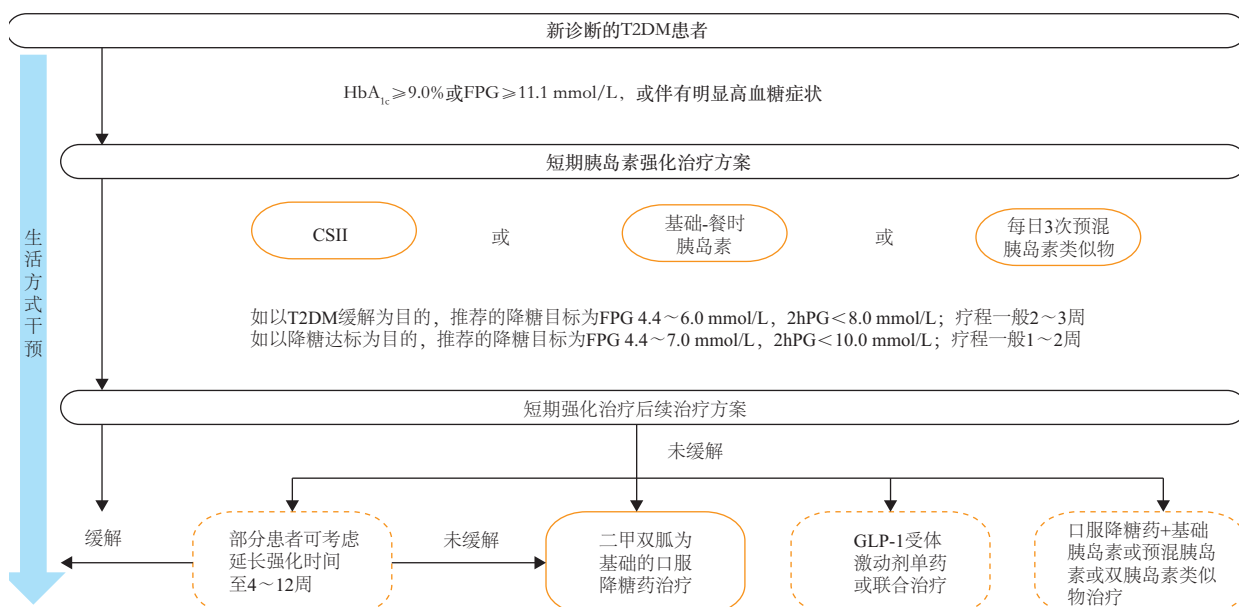 新诊断的T2DM患者
HbA1c≥9.0%或FPG≥11.1 mmol/L，或伴有明显高血糖症状
短期胰岛素强化治疗方案
CSII
或
基础-餐时
胰岛素
或
每日3次预混
胰岛素类似物
生活方式干预
如以T2DM缓解为目的，推荐的降糖目标为FPG 4.4～6.0 mmol/L，2hPG＜8.0 mmol/L；疗程一般2～3周
如以降糖达标为目的，推荐的降糖目标为FPG 4.4～7.0 mmol/L，2hPG＜10.0 mmol/L；疗程一般1～2周
短期强化治疗后续治疗方案
未缓解
缓解
部分患者可考虑
延长强化时间
至4～12周
未缓解
二甲双胍为
基础的口服
降糖药治疗
GLP-1受体
激动剂单药
或联合治疗
口服降糖药+基础
胰岛素或预混胰岛
素或双胰岛素类似
物治疗